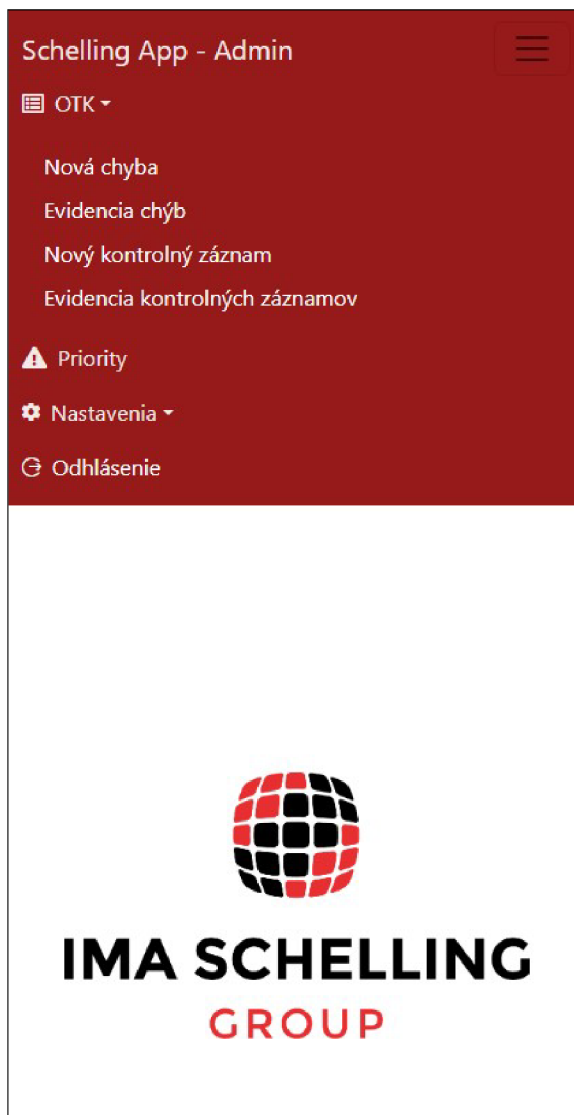 Schelling App - Admin
OTK
Nová chyba
Evidencia chýb
Nový kontrolný záznam
Evidencia kontrolných záznamov
Priority
Nastavenia
Odhlásenie
IMA SCHELLING
GROUP